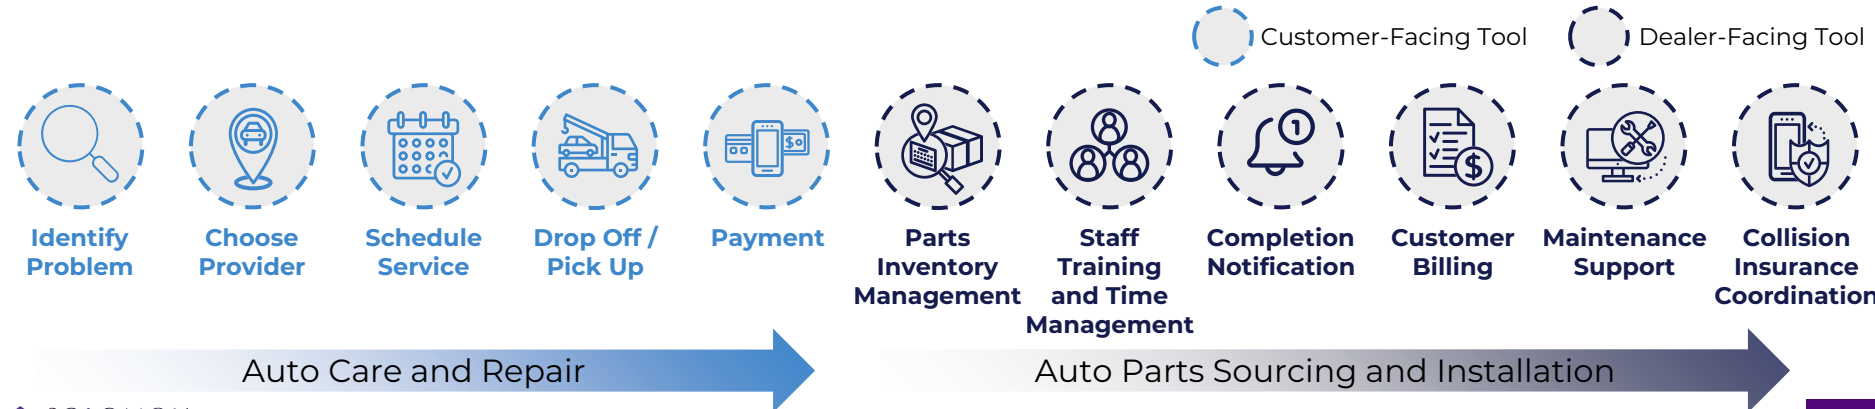 Customer-Facing Tool
Dealer-Facing Tool
1
$
$
Identify
Problem
Choose
Provider
Schedule
Service
Drop Off /
Pick Up
Payment
Parts
Inventory
Management
Staff
Training
and Time
Management
Completion
Notification
Customer
Billing
Maintenance
Support
Collision
Insurance
Coordination
Auto Care and Repair
Auto Parts Sourcing and Installation